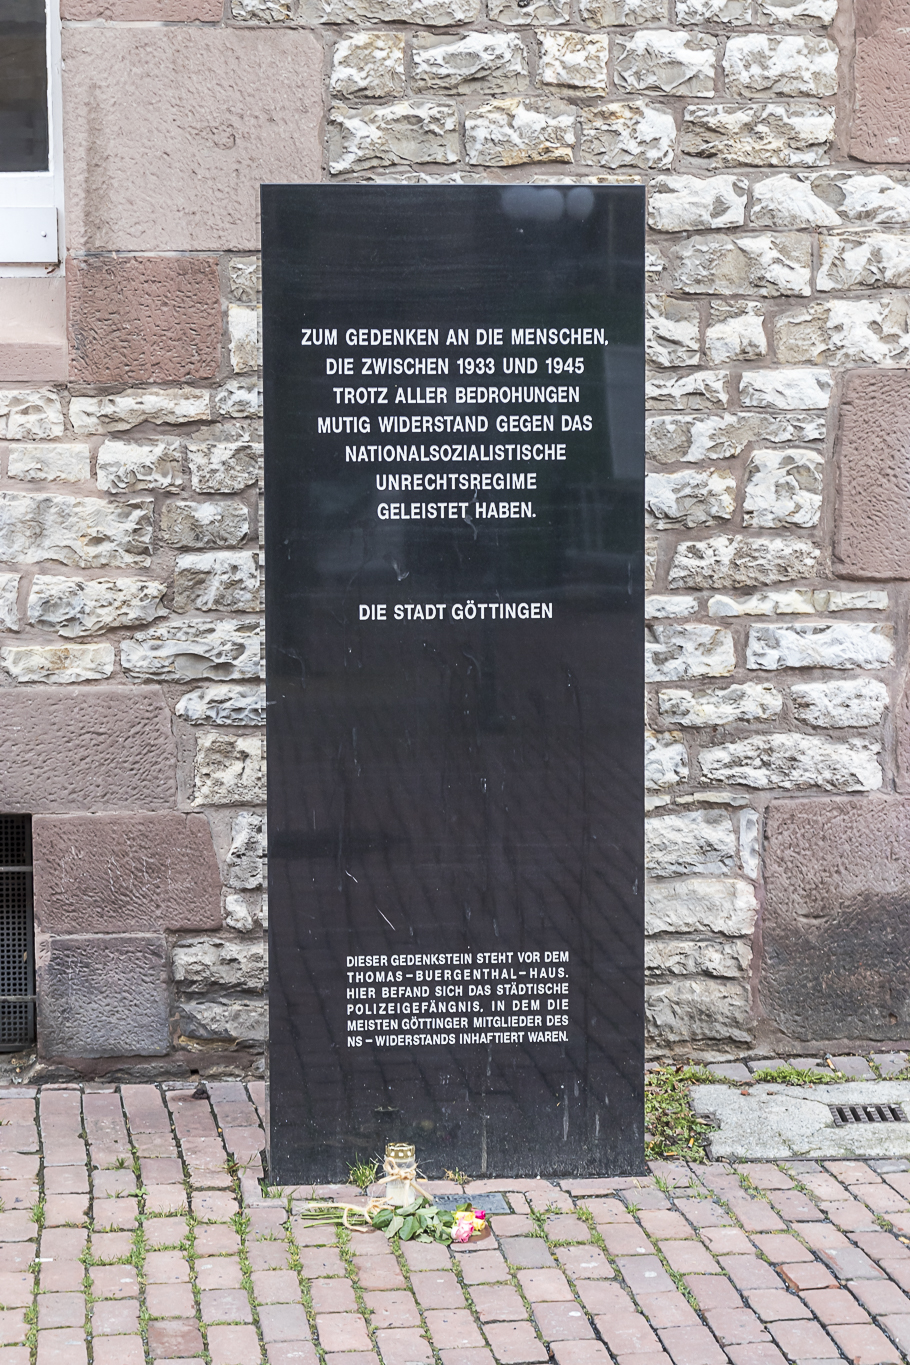 ZUM GEDENKEN AN DIE MENSCHEN,
DIE ZWISCHEN 1933 UND 1945
TROTZ ALLER BEDROHUNGEN
MUTIG WIDERSTAND GEGEN DAS
NATIONALSOZIALISTISCHE
UNRECHTSREGIME
GELEISTET HABEN.
DIE STADT GÖTTINGEN
DIESER GEDENKSTEIN STEHT VOR DEM
THOMAS-BUERGENTHAL-HAUS.
HIER BEFAND SICH DAS STÄDTISCHE
POLIZEIGEFÄNGNIS, IN DEM DIE
MEISTEN GÖTTINGER MITGLIEDER DES
NS-WIDERSTANDS INHAFTIERT WAREN.